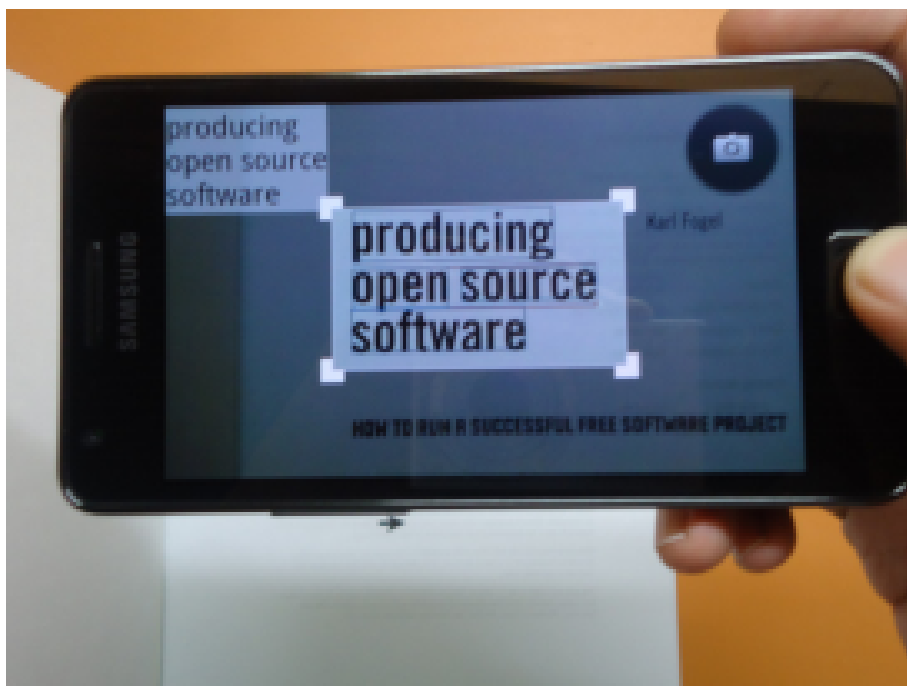 producing
open source
software
SAMSUNG
producing
open source
software
Karl Fogel
HOW TO RUN A SUCCESSFUL FREE SOFTWARE PROJECT